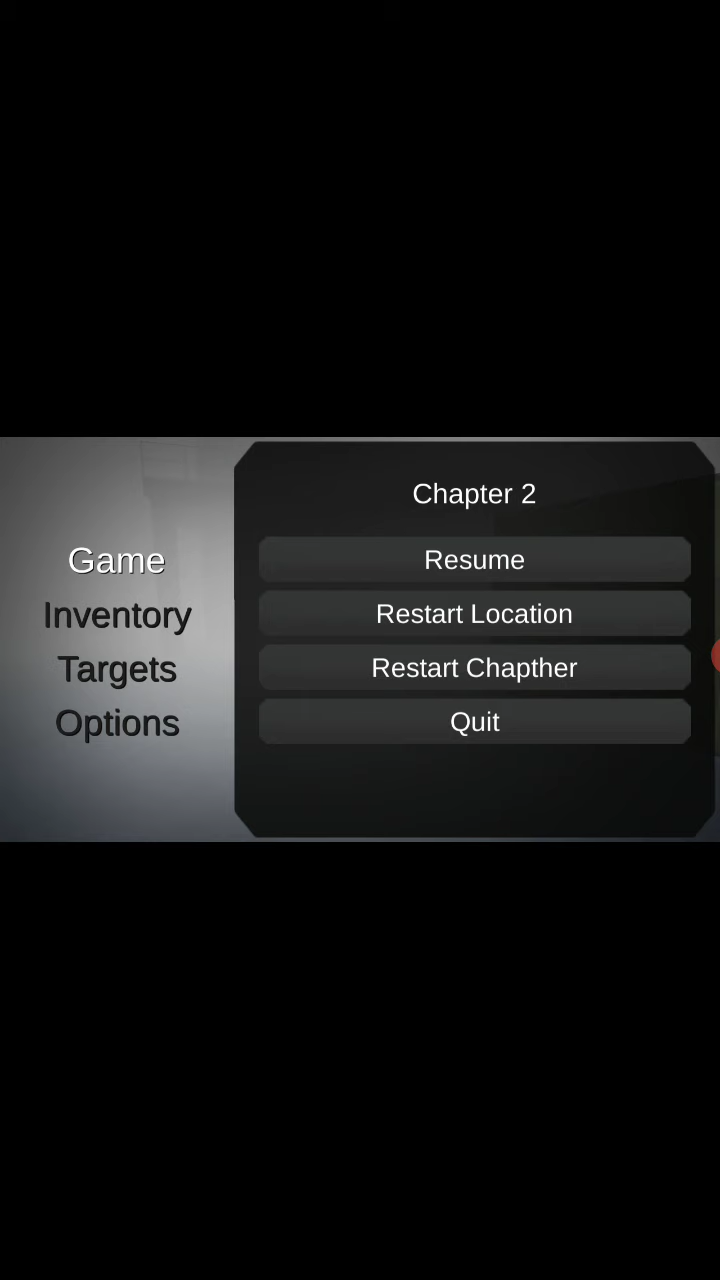 Chapter 2
Game
Inventory
Targets
Options
Resume
Restart Location
Restart Chapther
Quit